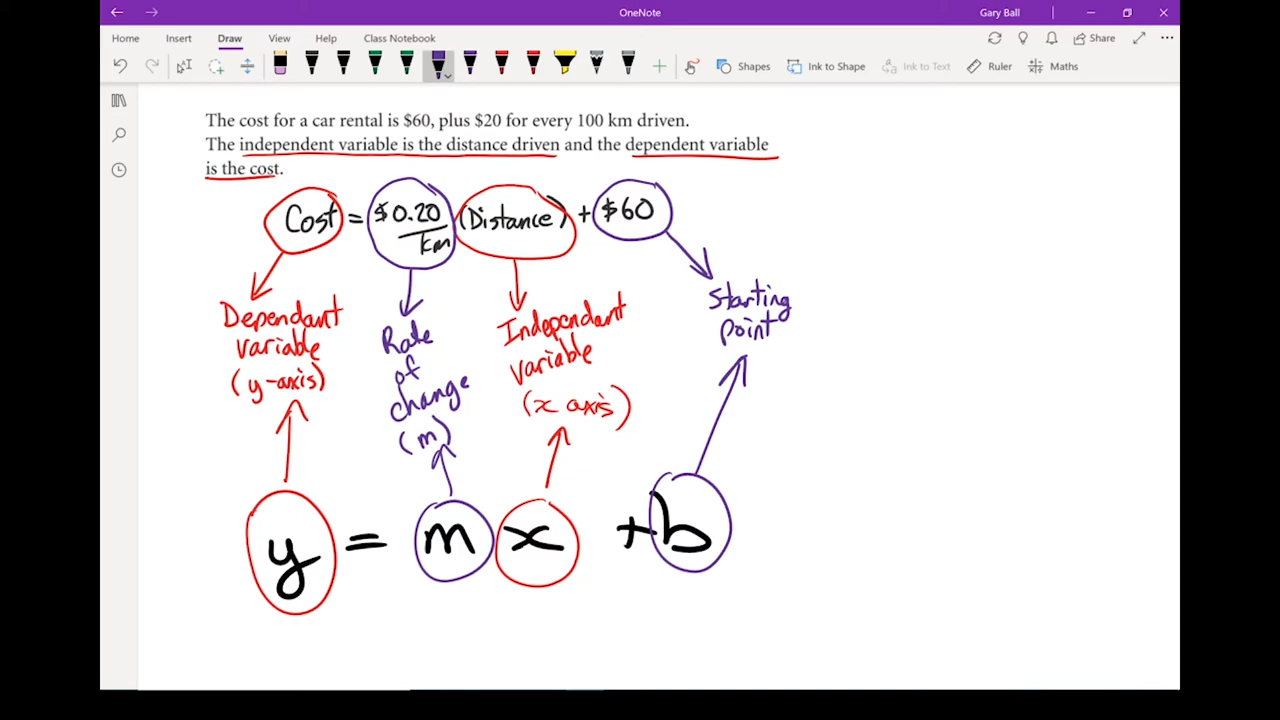 OneNote
Gary Ball
Home Insert Draw View Help Class Notebook
Share
Shapes Ink to Shape Ink to Text Ruler Maths
The cost for a car rental is $60, plus $20 for every 100 km driven.
The independent variable is the distance driven and the dependent variable
is the cost.
Cost = $0.20/km (Distance) + $60
Dependant
variable
(y-axis)
Rate
of
change
(m)
Independant
variable
(x axis)
Starting
point
y = m x + b